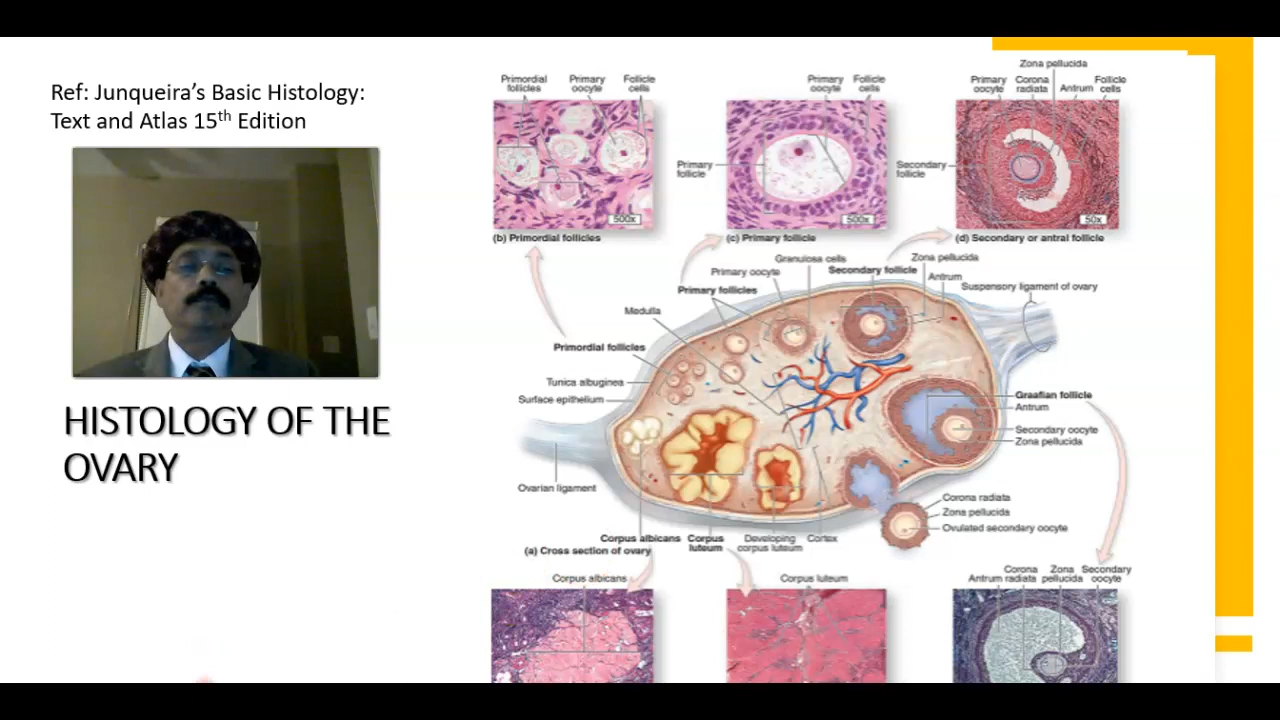 Ref: Junqueira's Basic Histology:
Text and Atlas 15th Edition
HISTOLOGY OF THE
OVARY
Primordial
follicles
Primary
oocyte
Follicle
cells
500x
(b) Primordial follicles
Primary
oocyte
Follicle
cells
Primary
follicle
500x
(c) Primary follicle
Zona pellucida
Primary
oocyte
Corona
radiata
Antrum
Follicle
cells
Secondary
follicle
50x
(d) Secondary or antral follicle
Granulosa cells
Zona pellucida
Primary oocyte
Secondary follicle
Antrum
Primary follicles
Suspensory ligament of ovary
Medulla
Primordial follicles
Tunica albuginea
Surface epithelium
Graafian follicle
Antrum
Secondary oocyte
Zona pellucida
Ovarian ligament
Corona radiata
Zona pellucida
Ovulated secondary oocyte
Corpus albicans
Corpus
luteum
Developing
corpus luteum
Cortex
(a) Cross section of ovary
Corpus albicans
Corpus luteum
Antrum
Corona
radiata
Zona
pellucida
Secondary
oocyte